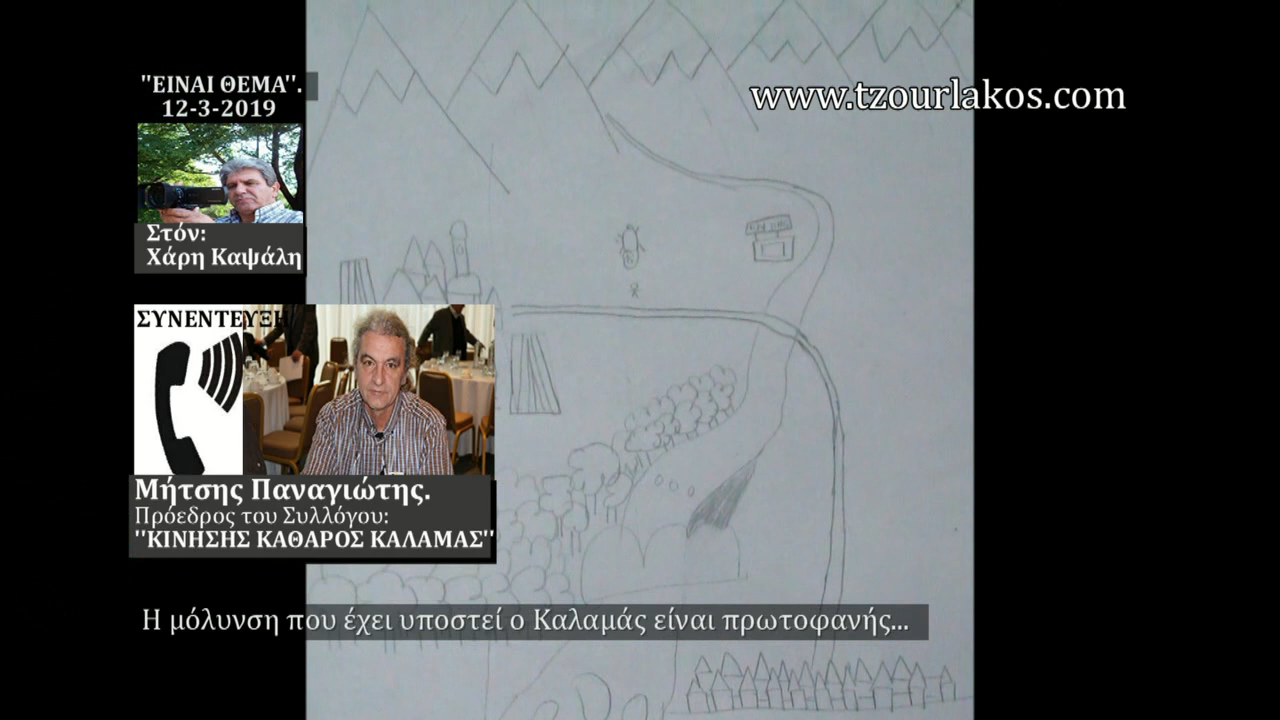 "ΕΙΝΑΙ ΘΕΜΑ".
12-3-2019
www.tzourlakos.com
Στόν:
Χάρη Καψάλη
ΣΥΝΕΝΤΕΥΞΗ
Μήτσης Παναγιώτης.
Πρόεδρος του Συλλόγου:
"ΚΙΝΗΣΗΣ ΚΑΘΑΡΟΣ ΚΑΛΑΜΑΣ"
Η μόλυνση που έχει υποστεί ο Καλαμάς είναι πρωτοφανής...